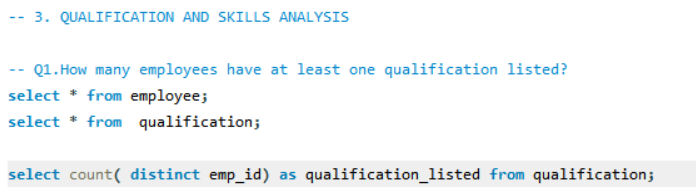 -- 3. QUALIFICATION AND SKILLS ANALYSIS
-- Q1.How many employees have at least one qualification listed?
select * from employee;
select * from  qualification;
select count( distinct emp_id) as qualification_listed from qualification;